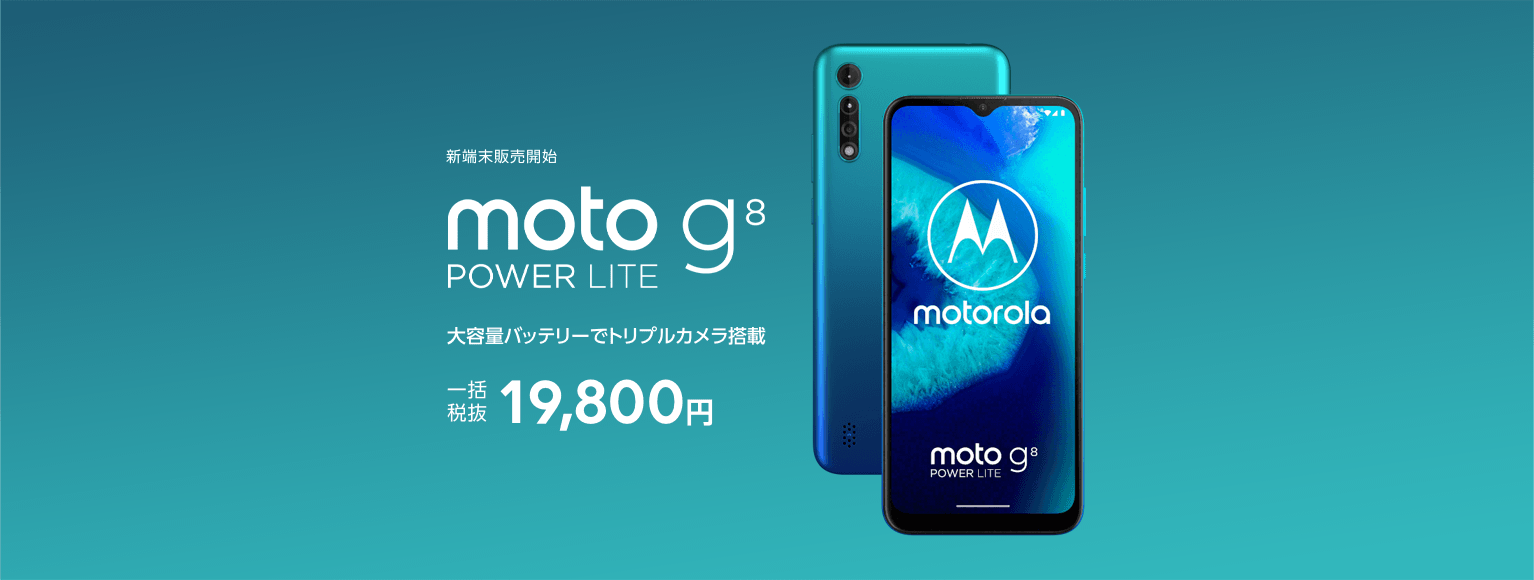 新端末販売開始
moto g8
POWER LITE
大容量バッテリーでトリプルカメラ搭載
一括
税抜
19,800円
motorola
moto g8
POWER LITE